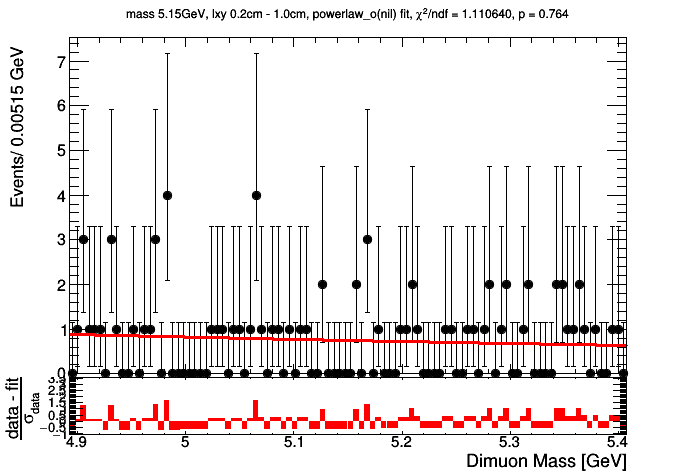 mass 5.15GeV, lxy 0.2cm - 1.0cm, powerlaw_o(nil) fit, χ²/ndf = 1.110640, p = 0.764
Events/ 0.00515 GeV
7
6
5
4
3
2
1
0
data - fit
σdata
4.9 5 5.1 5.2 5.3 5.4
Dimuon Mass [GeV]